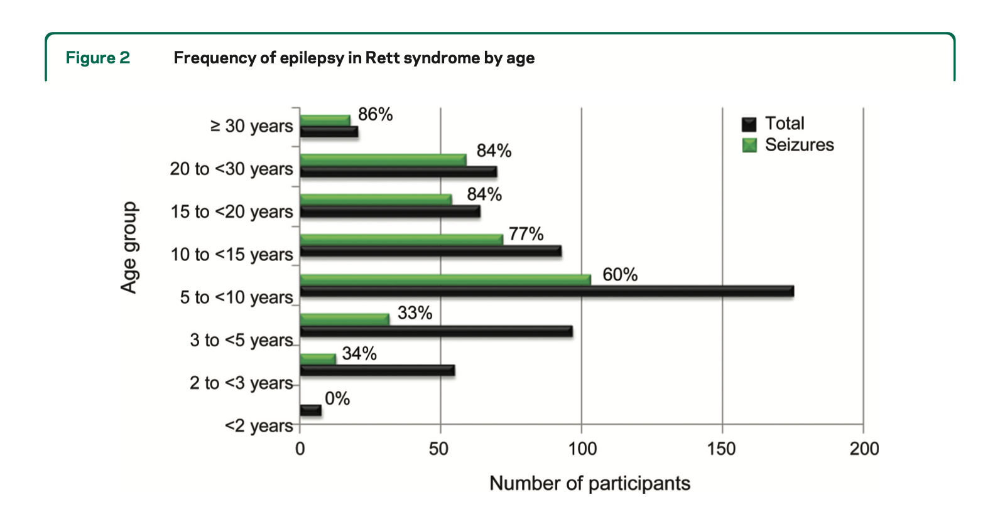 Figure 2 Frequency of epilepsy in Rett syndrome by age
Total
Seizures
Age group
≥ 30 years 86%
20 to <30 years 84%
15 to <20 years 84%
10 to <15 years 77%
5 to <10 years 60%
3 to <5 years 33%
2 to <3 years 34%
<2 years 0%
0 50 100 150 200
Number of participants